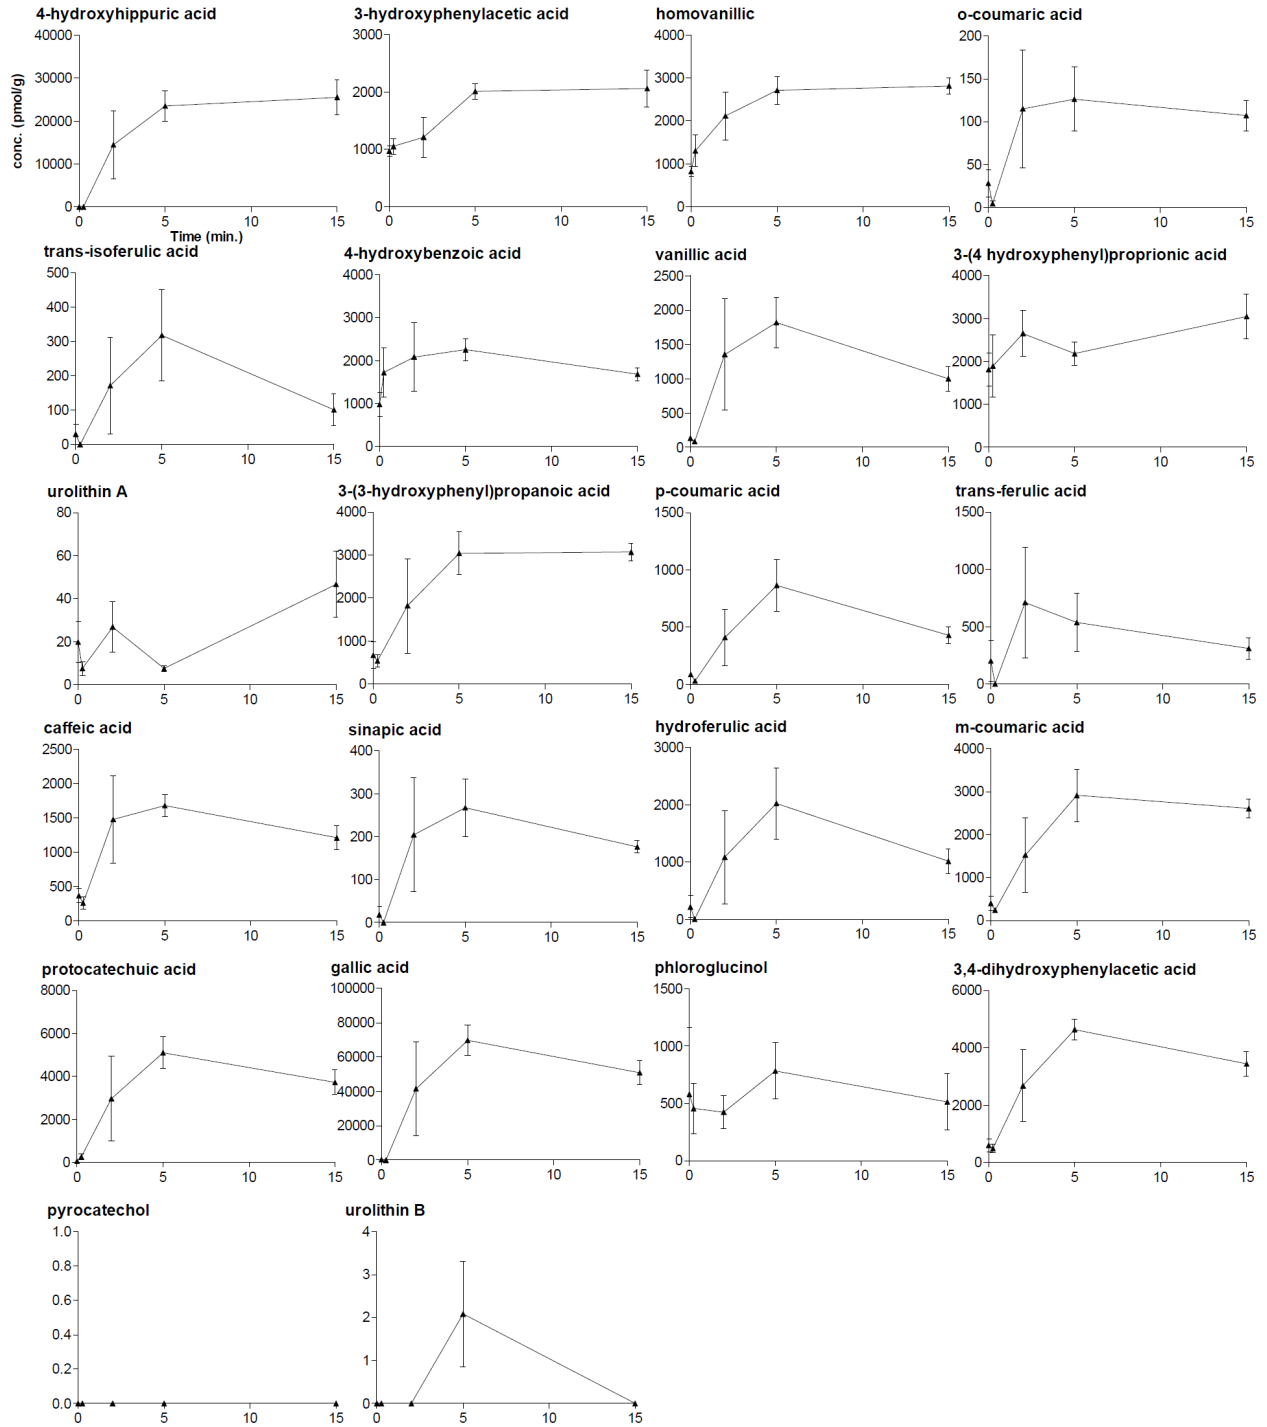 4-hydroxyhippuric acid
40000
30000
20000
10000
0
conc. (pmol/g)
0 5 10 15
Time (min.)
3-hydroxyphenylacetic acid
3000
2000
1000
0
0 5 10 15
homovanillic
4000
3000
2000
1000
0
0 5 10 15
o-coumaric acid
200
150
100
50
0
0 5 10 15
trans-isoferulic acid
500
400
300
200
100
0
0 5 10 15
4-hydroxybenzoic acid
4000
3000
2000
1000
0
0 5 10 15
vanillic acid
2500
2000
1500
1000
500
0
0 5 10 15
3-(4 hydroxyphenyl)proprionic acid
4000
3000
2000
1000
0
0 5 10 15
urolithin A
80
60
40
20
0
0 5 10 15
3-(3-hydroxyphenyl)propanoic acid
4000
3000
2000
1000
0
0 5 10 15
p-coumaric acid
1500
1000
500
0
0 5 10 15
trans-ferulic acid
1500
1000
500
0
0 5 10 15
caffeic acid
2500
2000
1500
1000
500
0
0 5 10 15
sinapic acid
400
300
200
100
0
0 5 10 15
hydroferulic acid
3000
2000
1000
0
0 5 10 15
m-coumaric acid
4000
3000
2000
1000
0
0 5 10 15
protocatechuic acid
8000
6000
4000
2000
0
0 5 10 15
gallic acid
100000
80000
60000
40000
20000
0
0 5 10 15
phloroglucinol
1500
1000
500
0
0 5 10 15
3,4-dihydroxyphenylacetic acid
6000
4000
2000
0
0 5 10 15
pyrocatechol
1.0
0.8
0.6
0.4
0.2
0.0
0 5 10 15
urolithin B
4
3
2
1
0
0 5 10 15